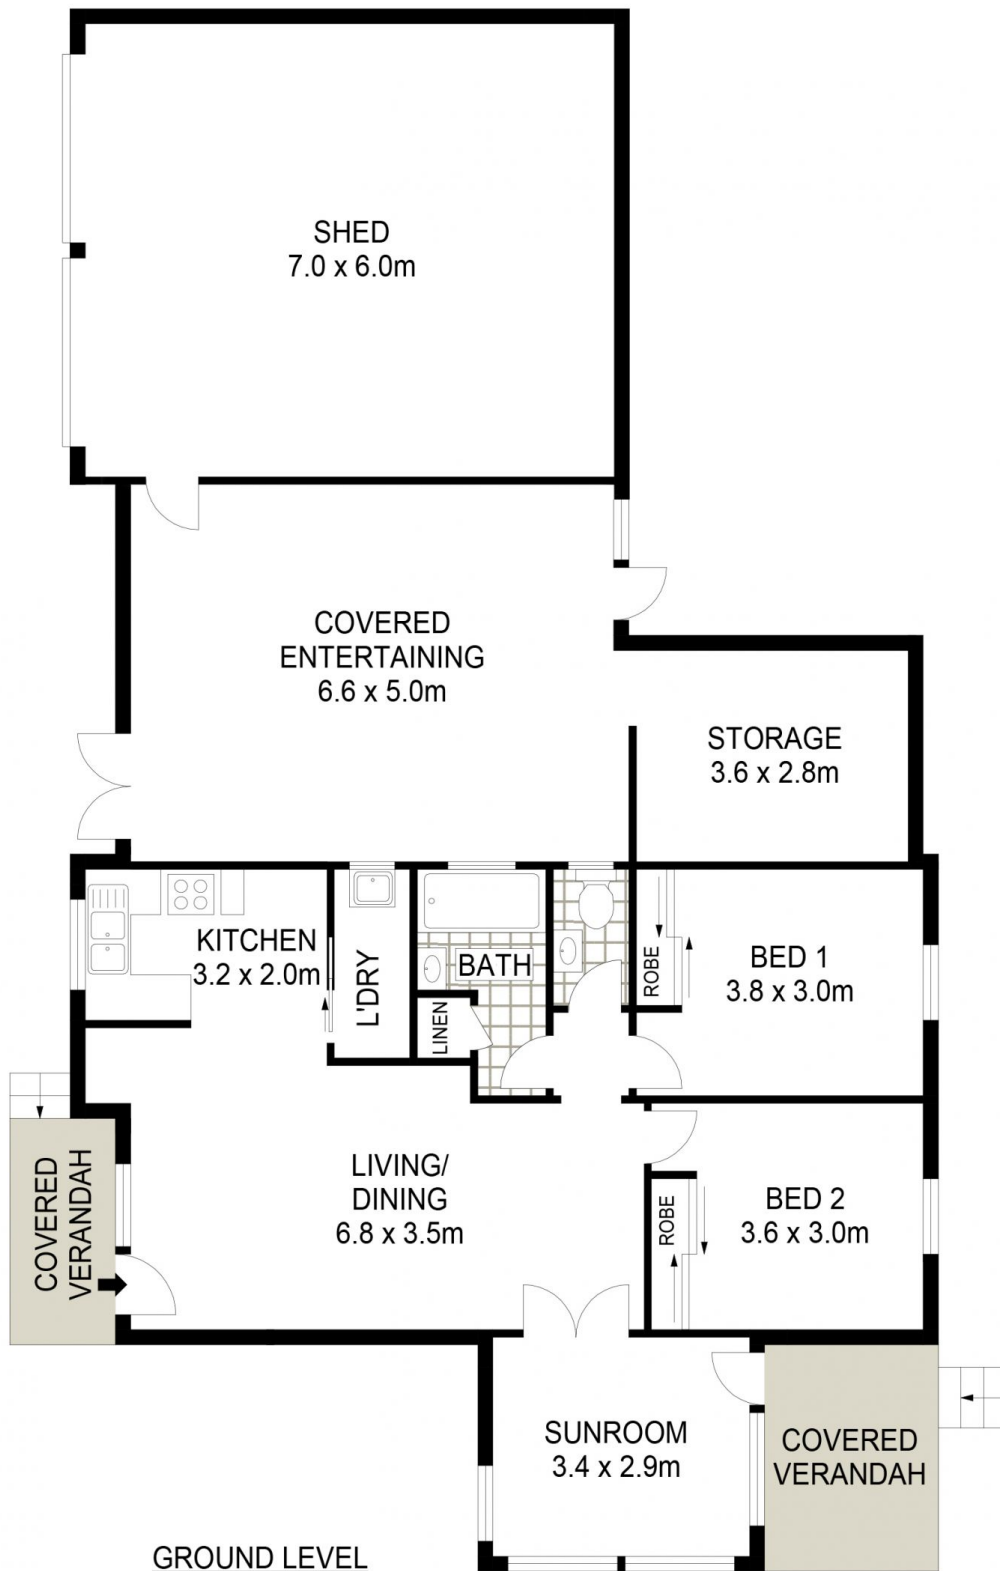 SHED
7.0 x 6.0m
COVERED
ENTERTAINING
6.6 x 5.0m
STORAGE
3.6 x 2.8m
KITCHEN
3.2 x 2.0m
L'DRY
BATH
LINEN
ROBE
BED 1
3.8 x 3.0m
COVERED
VERANDAH
LIVING/
DINING
6.8 x 3.5m
ROBE
BED 2
3.6 x 3.0m
SUNROOM
3.4 x 2.9m
COVERED
VERANDAH
GROUND LEVEL